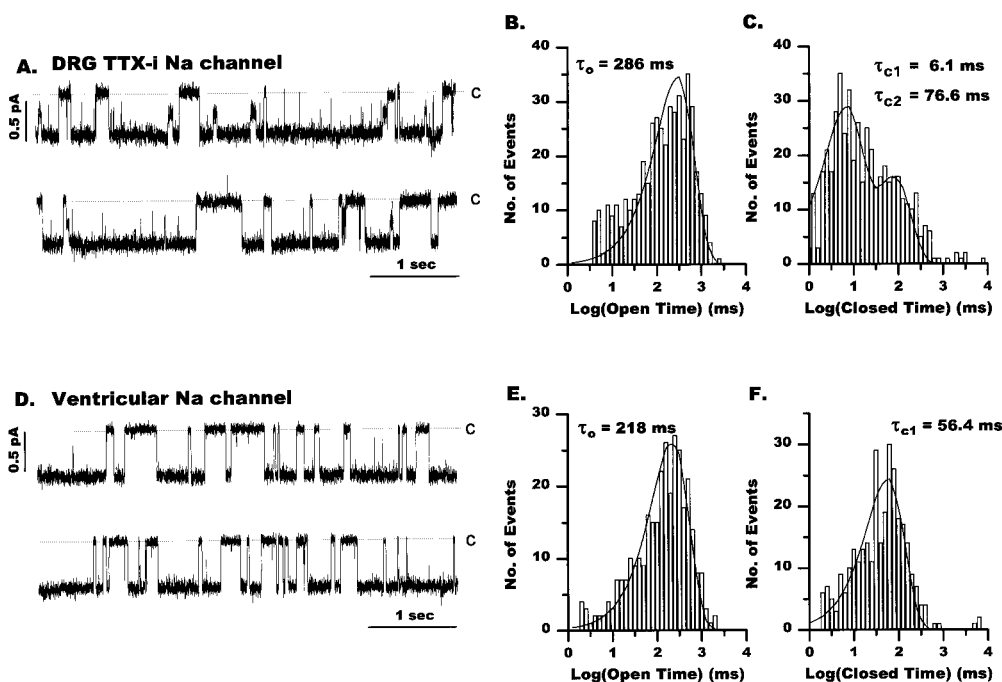 A. DRG TTX-i Na channel
0.5 pA
C
C
1 sec
B.
τo = 286 ms
40
30
20
10
0
No. of Events
0 1 2 3 4
Log(Open Time) (ms)
C.
τc1 = 6.1 ms
τc2 = 76.6 ms
40
30
20
10
0
No. of Events
0 1 2 3 4
Log(Closed Time) (ms)
D. Ventricular Na channel
0.5 pA
C
C
1 sec
E.
τo = 218 ms
30
20
10
0
No. of Events
0 1 2 3 4
Log(Open Time) (ms)
F.
τc1 = 56.4 ms
30
20
10
0
No. of Events
0 1 2 3 4
Log(Closed Time) (ms)